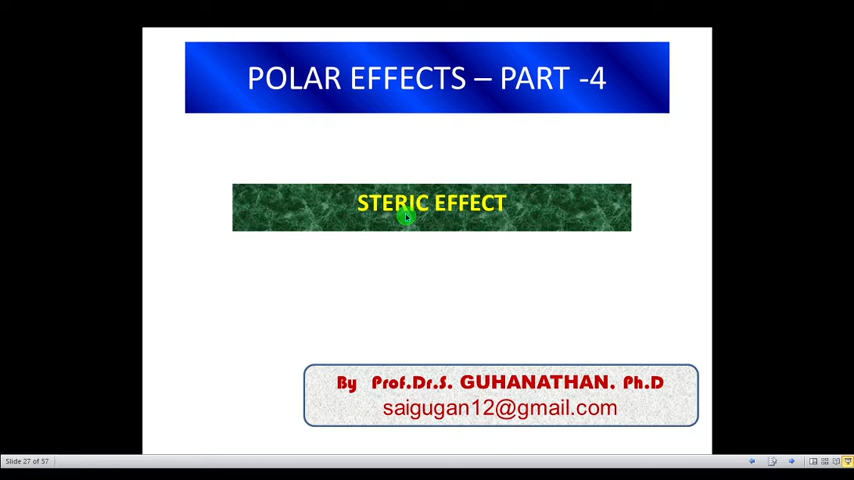 POLAR EFFECTS – PART -4
STERIC EFFECT
By Prof.Dr.S. GUHANATHAN, Ph.D
saigugan12@gmail.com
Slide 27 of 57